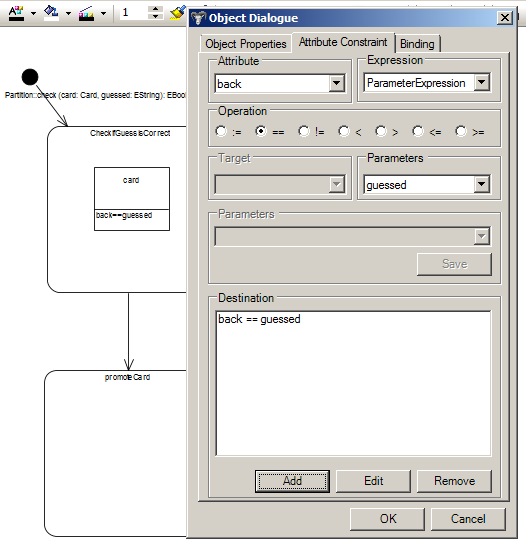 1
Partition::check (card: Card, guessed: EString): EBool
CheckIfGuessIsCorrect
card
back==guessed
promoteCard
Object Dialogue
Object Properties
Attribute Constraint
Binding
Attribute
back
Expression
ParameterExpression
Operation
:=
==
!=
<
>
<=
>=
Target
Parameters
guessed
Parameters
Save
Destination
back == guessed
Add
Edit
Remove
OK
Cancel